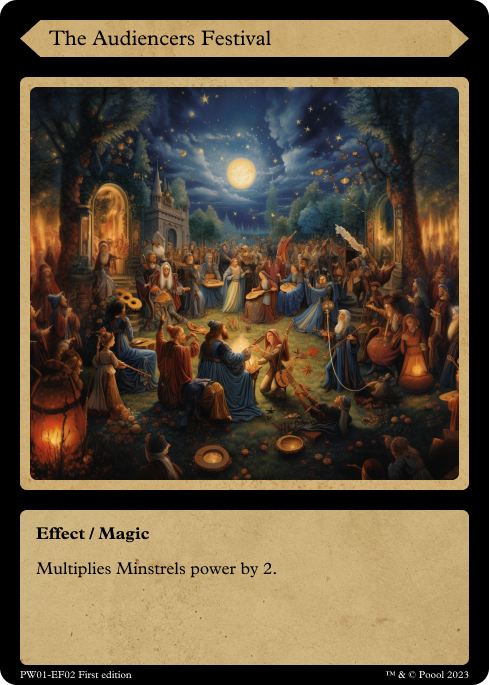 The Audiencers Festival
Effect / Magic
Multiplies Minstrels power by 2.
PW01-EF02 First edition
™ & © Poool 2023